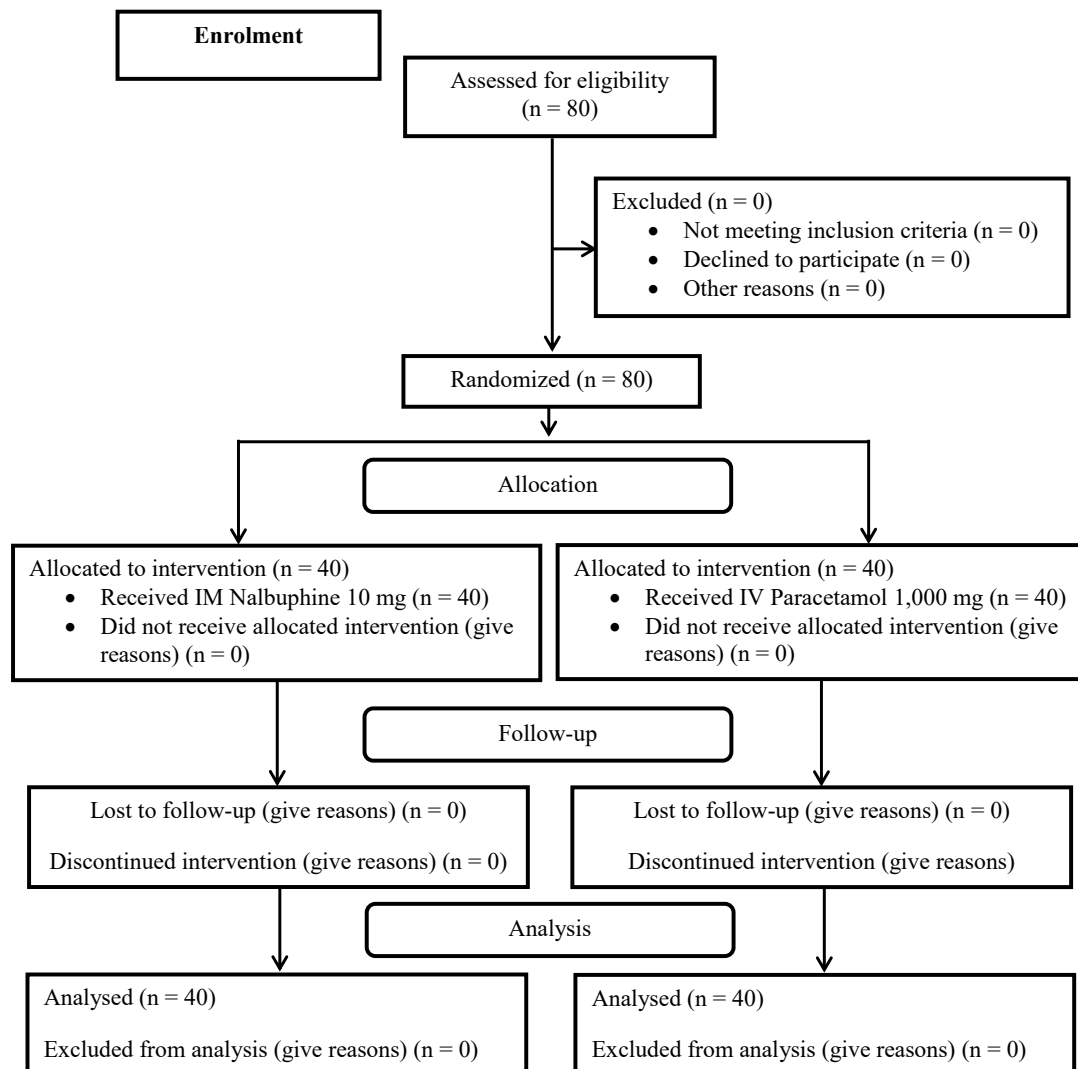 Enrolment
Assessed for eligibility
(n = 80)
Excluded (n = 0)
• Not meeting inclusion criteria (n = 0)
• Declined to participate (n = 0)
• Other reasons (n = 0)
Randomized (n = 80)
Allocation
Allocated to intervention (n = 40)
• Received IM Nalbuphine 10 mg (n = 40)
• Did not receive allocated intervention (give
reasons) (n = 0)
Allocated to intervention (n = 40)
• Received IV Paracetamol 1,000 mg (n = 40)
• Did not receive allocated intervention (give
reasons) (n = 0)
Follow-up
Lost to follow-up (give reasons) (n = 0)
Discontinued intervention (give reasons) (n = 0)
Lost to follow-up (give reasons) (n = 0)
Discontinued intervention (give reasons)
Analysis
Analysed (n = 40)
Excluded from analysis (give reasons) (n = 0)
Analysed (n = 40)
Excluded from analysis (give reasons) (n = 0)